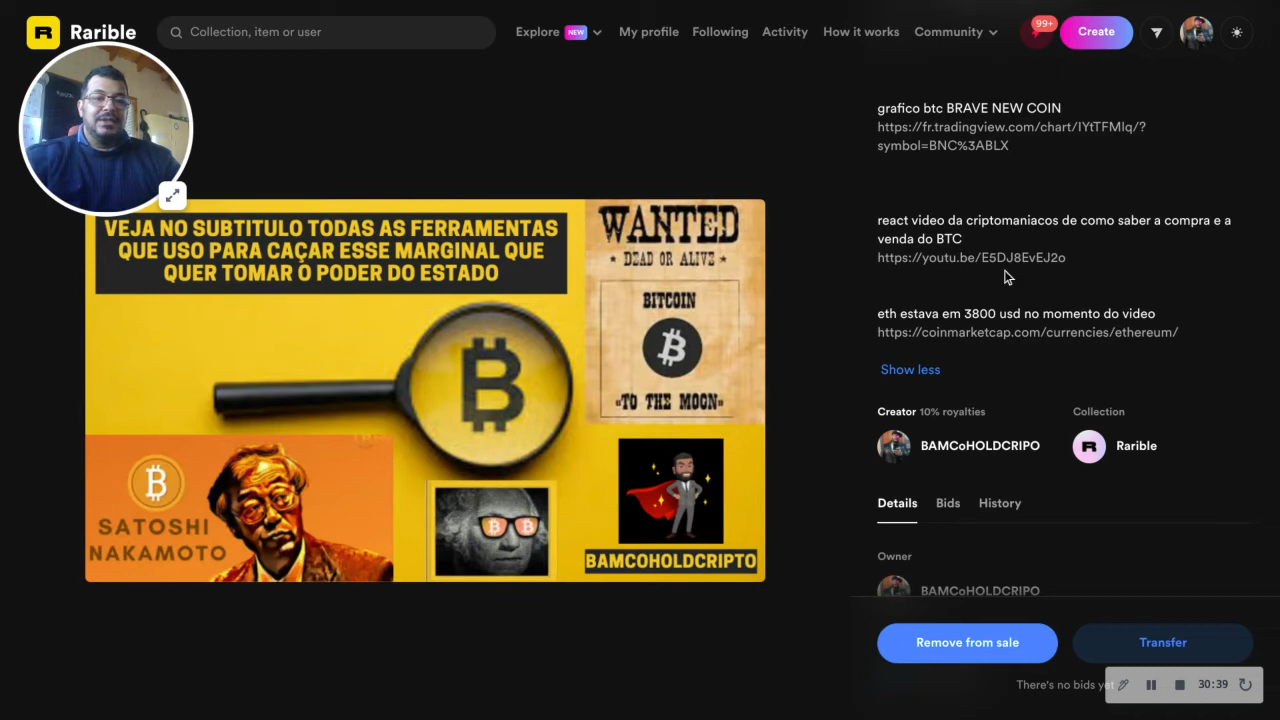 R Rarible
Collection, item or user
Explore NEW
My profile
Following
Activity
How it works
Community
99+
Create
grafico btc BRAVE NEW COIN
https://fr.tradingview.com/chart/IYtTFMlq/?
symbol=BNC%3ABLX
react video da criptomaniacos de como saber a compra e a
venda do BTC
https://youtu.be/E5DJ8EvEJ2o
eth estava em 3800 usd no momento do video
https://coinmarketcap.com/currencies/ethereum/
Show less
Creator 10% royalties
Collection
BAMCoHOLDCRIPO
R Rarible
Details
Bids
History
Owner
BAMCoHOLDCRIPO
Remove from sale
Transfer
There's no bids yet
30:39
VEJA NO SUBTITULO TODAS AS FERRAMENTAS
QUE USO PARA CAÇAR ESSE MARGINAL QUE
QUER TOMAR O PODER DO ESTADO
WANTED
★ DEAD OR ALIVE ★
BITCOIN
"TO THE MOON"
SATOSHI
NAKAMOTO
BAMCOHOLDCRIPTO